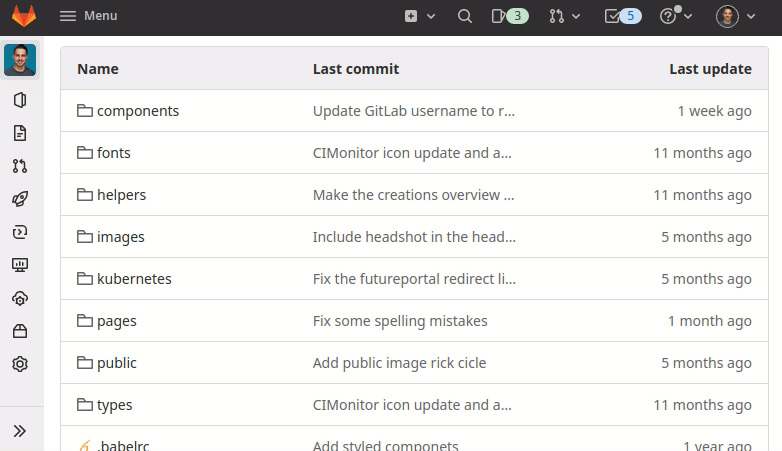 Menu 3 5
Name Last commit Last update
components Update GitLab username to r... 1 week ago
fonts CIMonitor icon update and a... 11 months ago
helpers Make the creations overview ... 11 months ago
images Include headshot in the head... 5 months ago
kubernetes Fix the futureportal redirect li... 5 months ago
pages Fix some spelling mistakes 1 month ago
public Add public image rick cicle 5 months ago
types CIMonitor icon update and a... 11 months ago
.babelrc Add styled componets 1 year ago